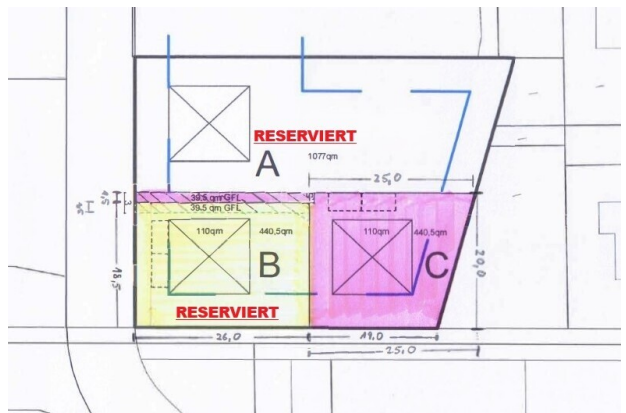 RESERVIERT
A
1077qm
25,0
39.5 qm GFL
39.5 qm GFL
3
110qm
440,5qm
110qm
440,5qm
B
C
18,5
20,0
RESERVIERT
26,0
19,0
25,0